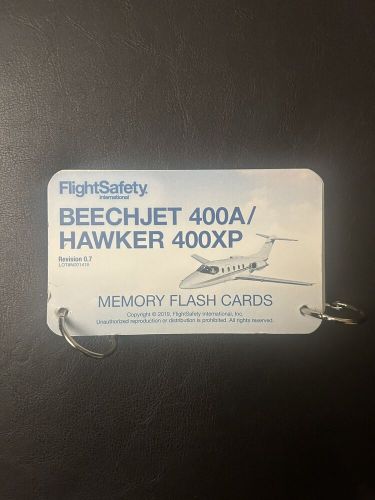 FlightSafety
international
BEECHJET 400A/
HAWKER 400XP
Revision 0.7
MEMORY FLASH CARDS
Copyright © 2019, FlightSafety International, Inc.
Unauthorized reproduction or distribution is prohibited. All rights reserved.